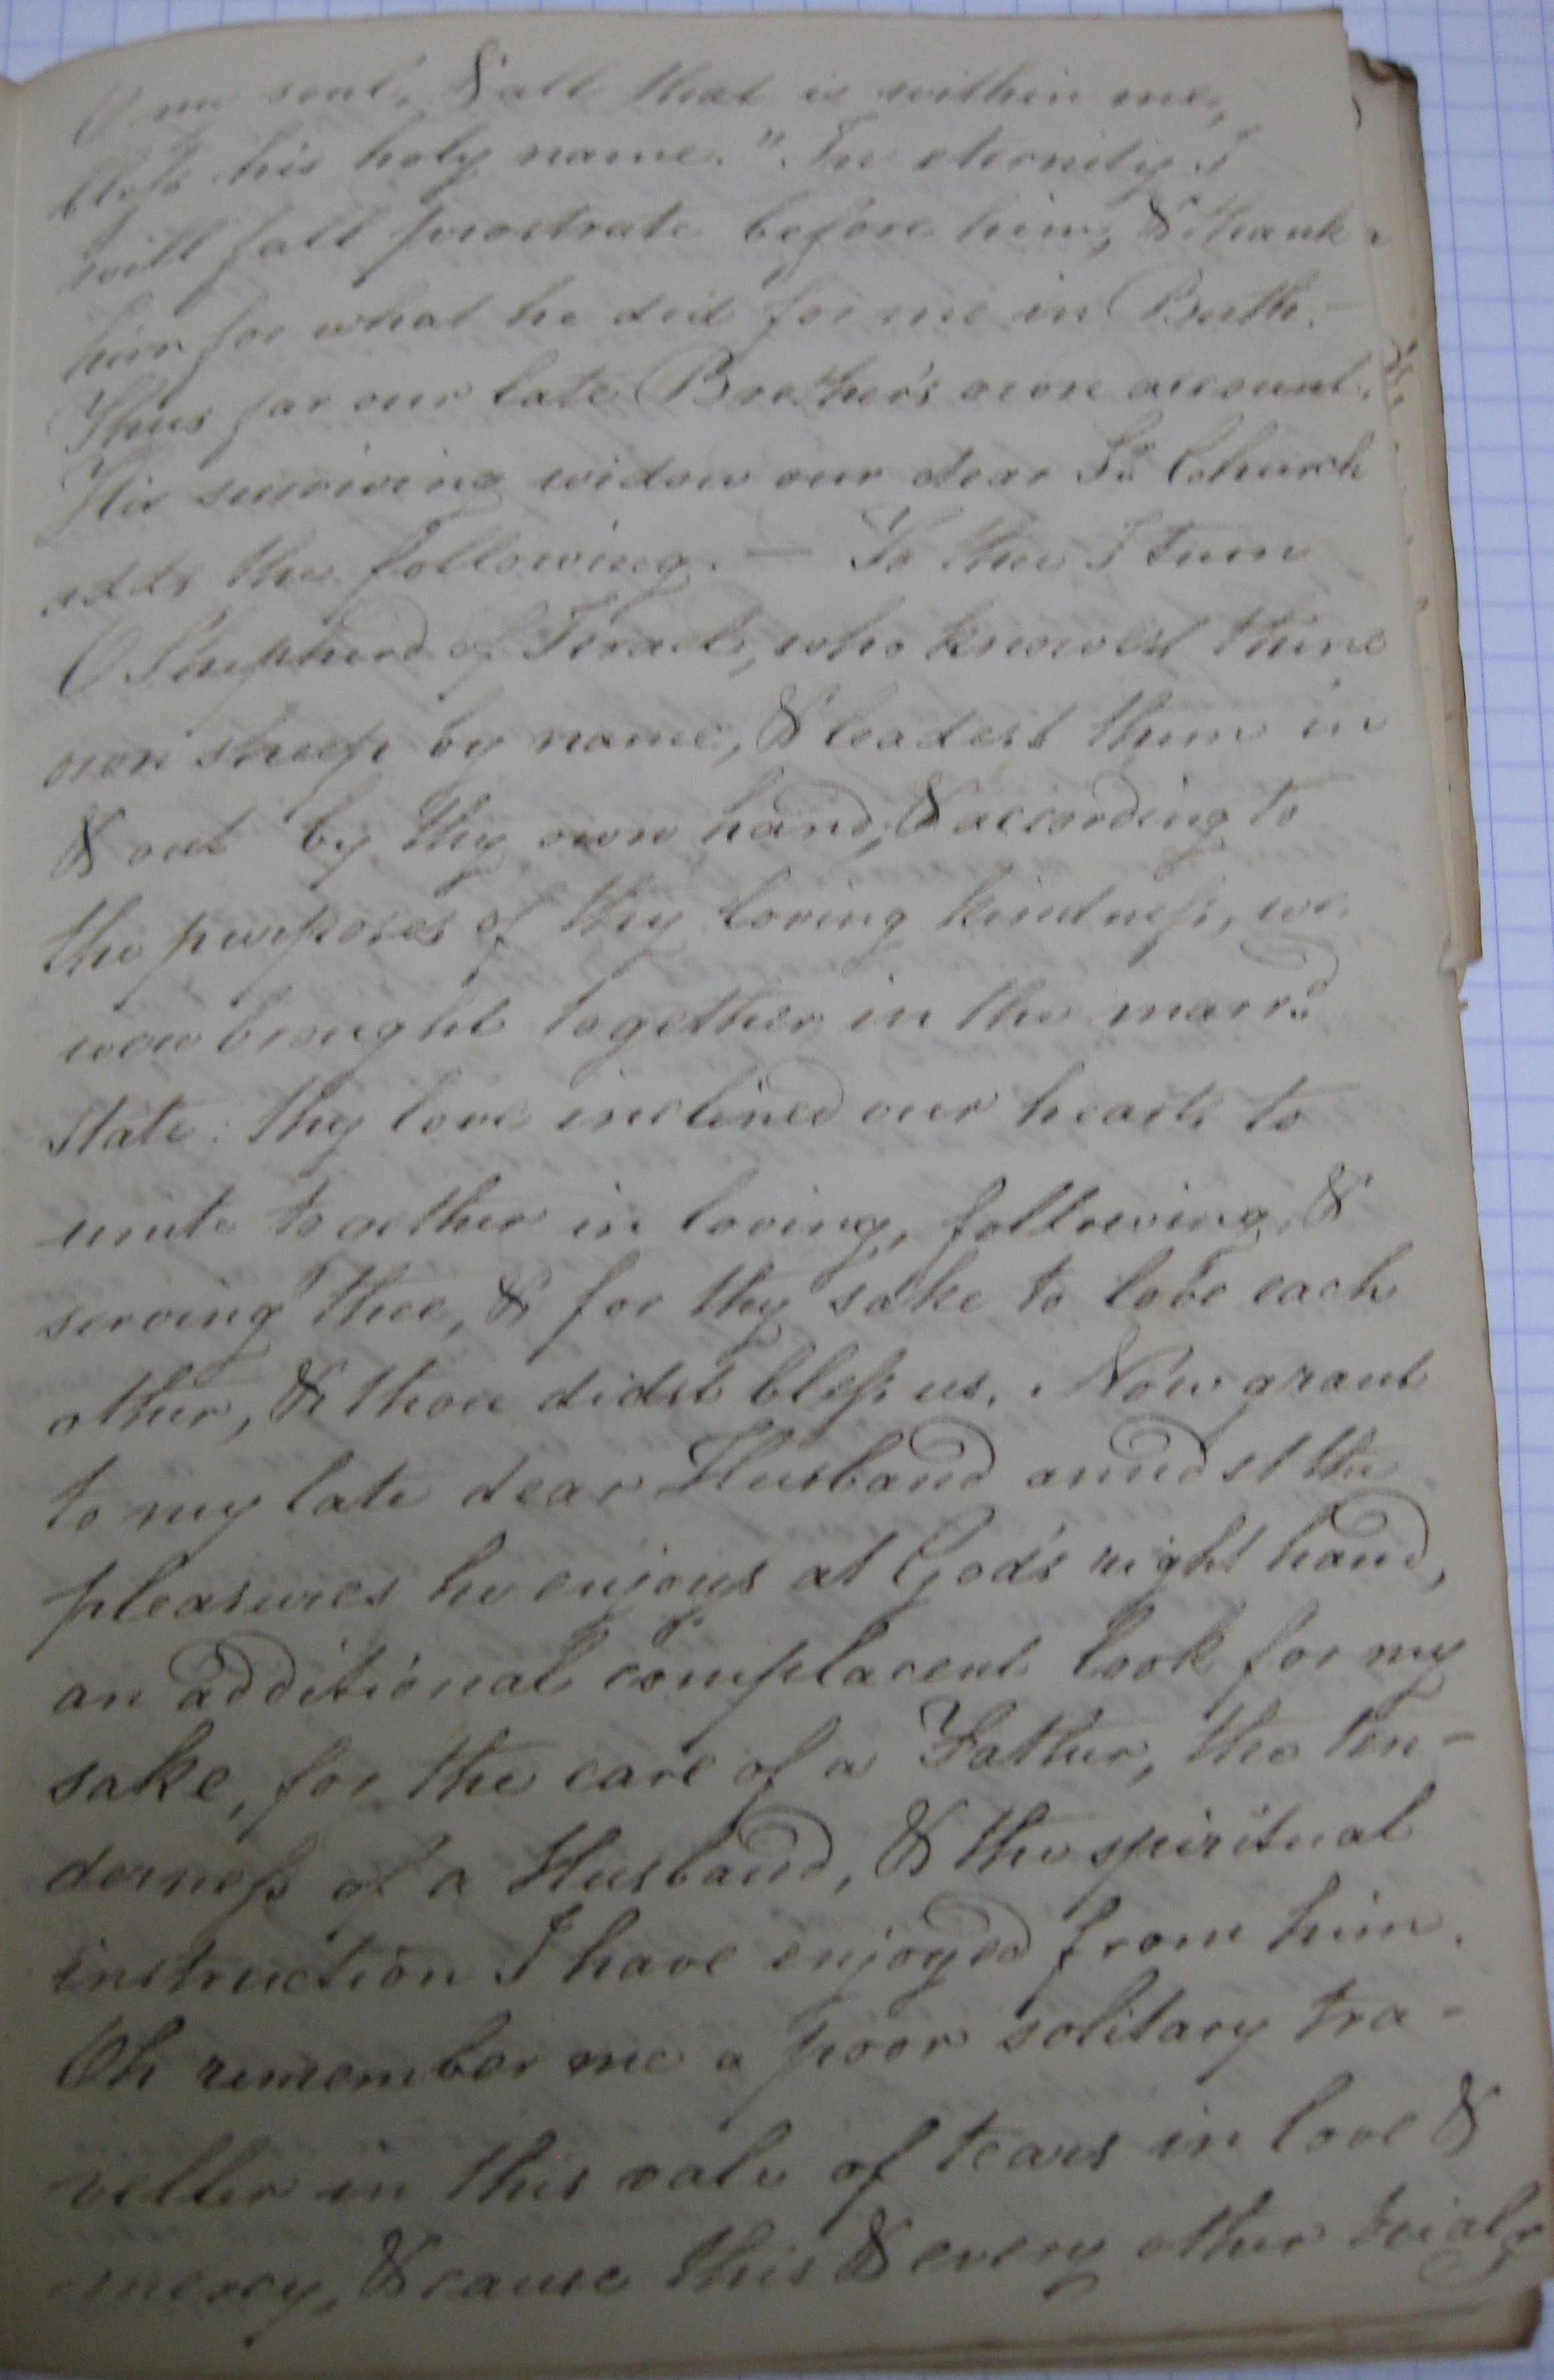 O my soul, & all that is within me,
bless his holy name." In eternity I
will fall prostrate before him, & thank
him for what he did for me in Bath. —
Thus far our late Brother's own account.
His surviving widow our dear Sr. Church
adds the following. — To thee I turn
O Shepherd of Israel, who knowest thine
own sheep by name, & leadest them in
& out by thy own hand, & according to
the purposes of thy loving kindness, we
were brought together in the marrd.
state: thy love inclined our hearts to
unite together in loving, following, &
serving Thee, & for thy sake to love each
other, & thou didst bless us. Now grant
to my late dear Husband amidst the
pleasures he enjoys at God's right hand,
an additional complacent look for my
sake, for the care of a Father, the ten-
derness of a Husband, & the spiritual
instruction I have enjoyed from him.
Oh remember me a poor solitary tra-
veller in this vale of tears in love &
mercy, & cause this & every other trials